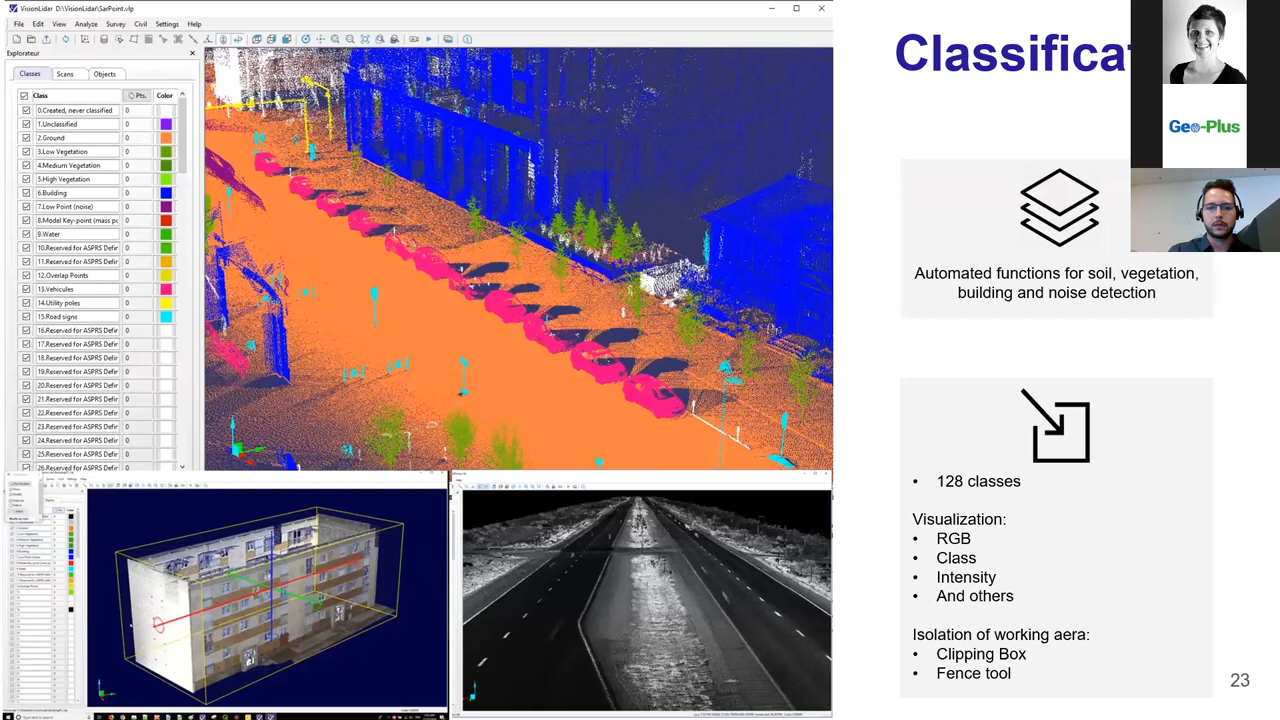 VisionLidar D:\VisionLidar\SarPoint.vlp
File Edit View Analyze Survey Civil Settings Help
Explorateur
Classes Scans Objects
Class Pts. Color
0.Created, never classified 0
1.Unclassified 0
2.Ground 0
3.Low Vegetation 0
4.Medium Vegetation 0
5.High Vegetation 0
6.Building 0
7.Low Point (noise) 0
8.Model Key-point (mass pc 0
9.Water 0
10.Reserved for ASPRS Defir 0
11.Reserved for ASPRS Defir 0
12.Overlap Points 0
13.Vehicules 0
14.Utility poles 0
15.Road signs 0
16.Reserved for ASPRS Defir 0
17.Reserved for ASPRS Defir 0
18.Reserved for ASPRS Defir 0
19.Reserved for ASPRS Defir 0
20.Reserved for ASPRS Defir 0
21.Reserved for ASPRS Defir 0
22.Reserved for ASPRS Defir 0
23.Reserved for ASPRS Defir 0
24.Reserved for ASPRS Defir 0
25.Reserved for ASPRS Defir 0
26.Reserved for ASPRS Defir 0
Classificat
Geo-Plus
Automated functions for soil, vegetation,
building and noise detection
• 128 classes
Visualization:
• RGB
• Class
• Intensity
• And others
Isolation of working aera:
• Clipping Box
• Fence tool
23